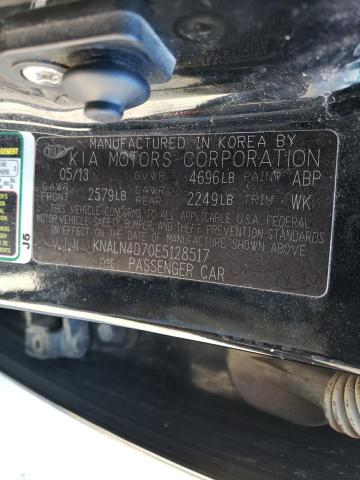 MANUFACTURED IN KOREA BY
KIA KIA MOTORS CORPORATION
05/13 GVWR 4696LB PAINT ABP
GAWR FRONT 2579LB GAWR REAR 2249LB TRIM WK
THIS VEHICLE CONFORMS TO ALL APPLICABLE U.S.A. FEDERAL
MOTOR VEHICLE SAFETY, BUMPER, AND THEFT PREVENTION STANDARDS
IN EFFECT ON THE DATE OF MANUFACTURE SHOWN ABOVE
V.I.N. KNALN4D70E5128517
TYPE: PASSENGER CAR
J5